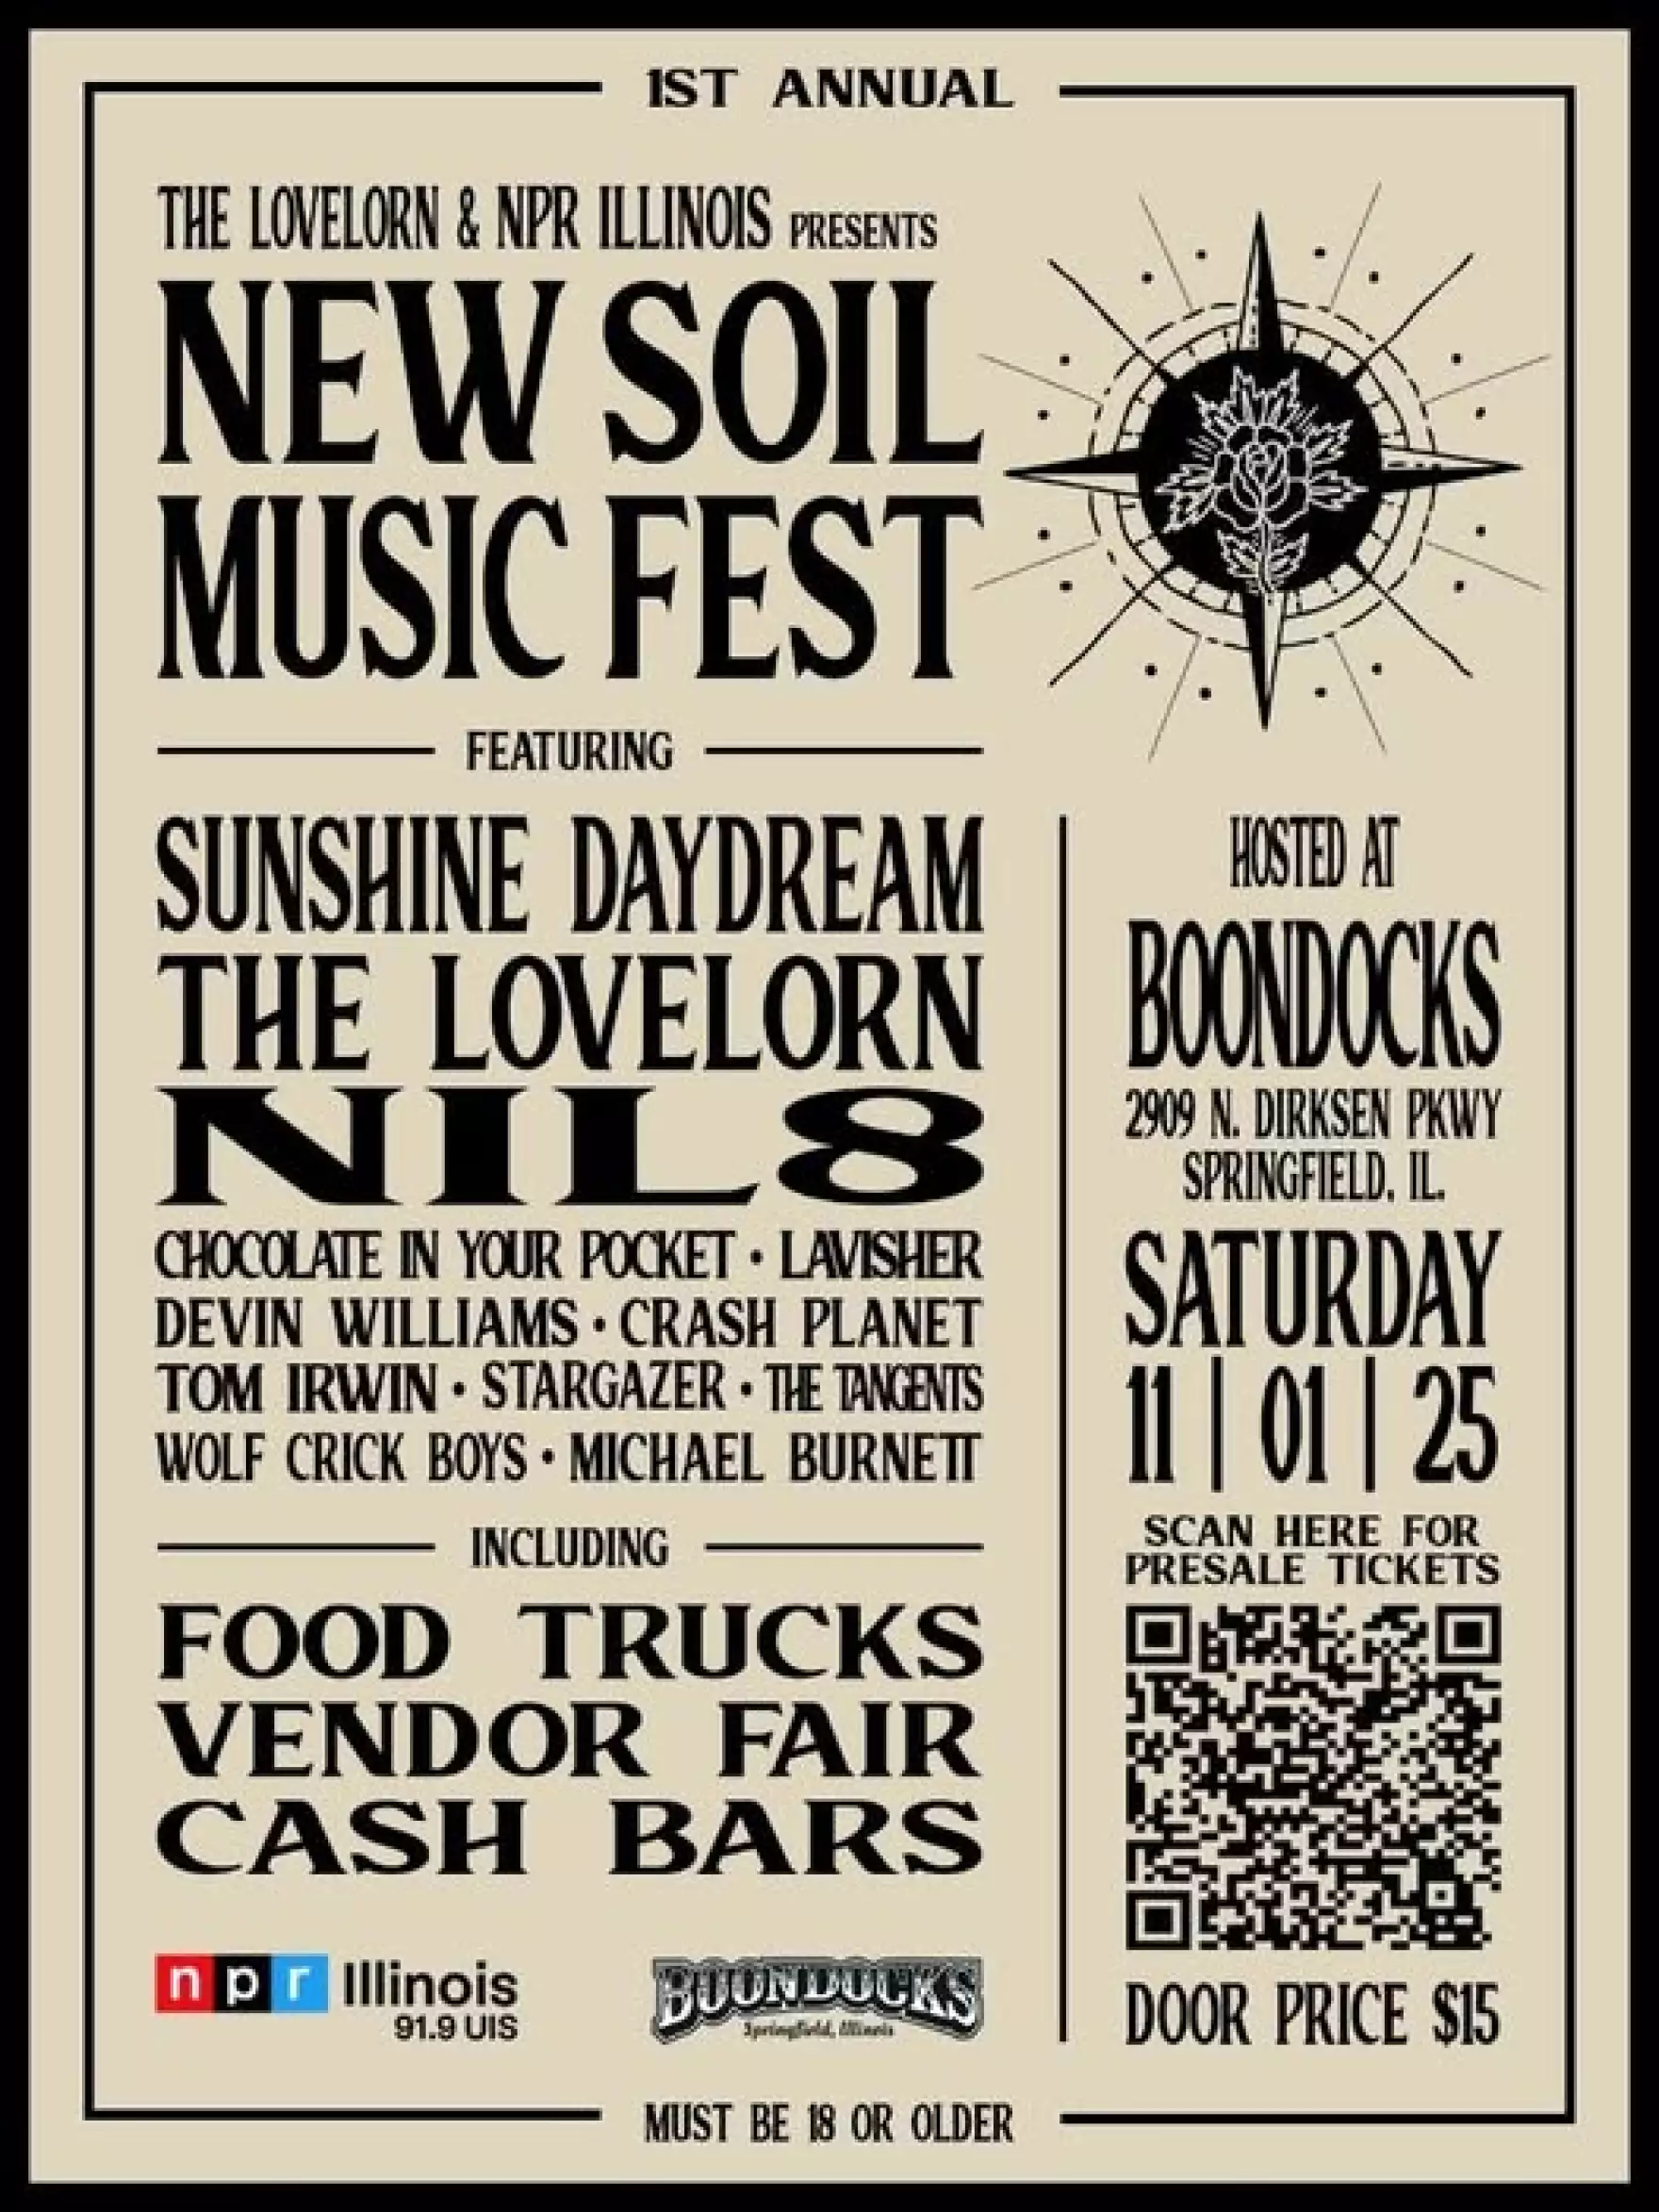 1ST ANNUAL
THE LOVELORN & NPR ILLINOIS PRESENTS
NEW SOIL
MUSIC FEST
FEATURING
SUNSHINE DAYDREAM
THE LOVELORN
NIL8
CHOCOLATE IN YOUR POCKET • LAVISHER
DEVIN WILLIAMS • CRASH PLANET
TOM IRWIN • STARGAZER • THE TANGENTS
WOLF CRICK BOYS • MICHAEL BURNETT
INCLUDING
FOOD TRUCKS
VENDOR FAIR
CASH BARS
npr Illinois
91.9 UIS
BOONDOCKS
Springfield, Illinois
HOSTED AT
BOONDOCKS
2909 N. DIRKSEN PKWY
SPRINGFIELD, IL.
SATURDAY
11 | 01 | 25
SCAN HERE FOR
PRESALE TICKETS
DOOR PRICE $15
MUST BE 18 OR OLDER